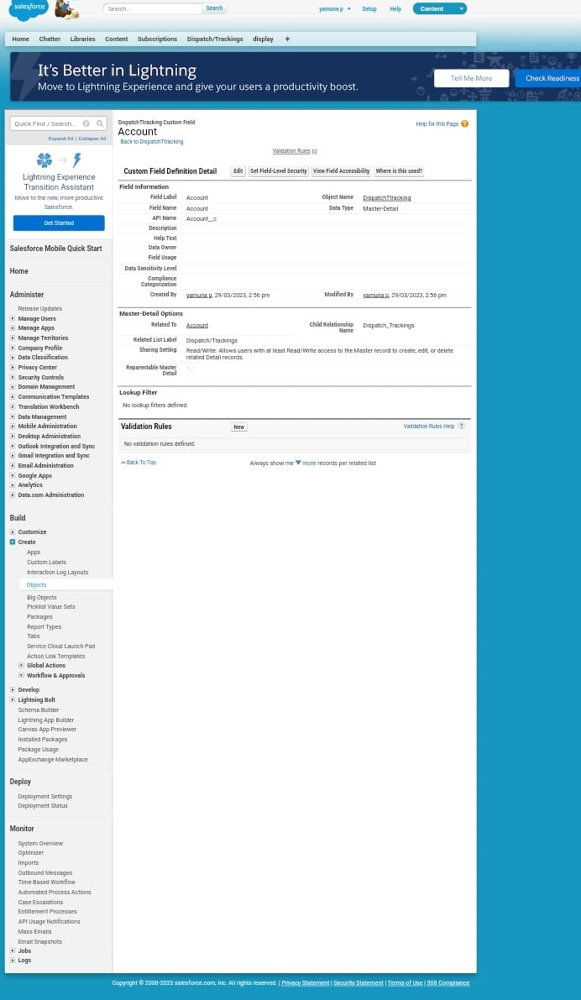 salesforce
Search...
Search
yamuna p
Setup
Help
Content
Home
Chatter
Libraries
Content
Subscriptions
Dispatch/Trackings
display
+
It's Better in Lightning
Move to Lightning Experience and give your users a productivity boost.
Tell Me More
Check Readiness
Quick Find / Search...
Expand All | Collapse All
Lightning Experience
Transition Assistant
Move to the new, more productive
Salesforce.
Get Started
Salesforce Mobile Quick Start
Home
Administer
Release Updates
Manage Users
Manage Apps
Manage Territories
Company Profile
Data Classification
Privacy Center
Security Controls
Domain Management
Communication Templates
Translation Workbench
Data Management
Mobile Administration
Desktop Administration
Outlook Integration and Sync
Gmail Integration and Sync
Email Administration
Google Apps
Analytics
Data.com Administration
Build
Customize
Create
Apps
Custom Labels
Interaction Log Layouts
Objects
Big Objects
Picklist Value Sets
Packages
Report Types
Tabs
Service Cloud Launch Pad
Action Link Templates
Global Actions
Workflow & Approvals
Develop
Lightning Bolt
Schema Builder
Lightning App Builder
Canvas App Previewer
Installed Packages
Package Usage
AppExchange Marketplace
Deploy
Deployment Settings
Deployment Status
Monitor
System Overview
Optimizer
Imports
Outbound Messages
Time-Based Workflow
Automated Process Actions
Case Escalations
Entitlement Processes
API Usage Notifications
Mass Emails
Email Snapshots
Jobs
Logs
DispatchTtracking Custom Field
Account
Back to DispatchTtracking
Help for this Page ?
Validation Rules [0]
Custom Field Definition Detail
Edit
Set Field-Level Security
View Field Accessibility
Where is this used?
Field Information
Field Label Account Object Name DispatchTtracking
Field Name Account Data Type Master-Detail
API Name Account__c
Description
Help Text
Data Owner
Field Usage
Data Sensitivity Level
Compliance
Categorization
Created By yamuna p, 29/03/2023, 2:56 pm Modified By yamuna p, 29/03/2023, 2:56 pm
Master-Detail Options
Related To Account Child Relationship
Name Dispatch_Trackings
Related List Label Dispatch/Trackings
Sharing Setting Read/Write: Allows users with at least Read/Write access to the Master record to create, edit, or delete
related Detail records.
Reparentable Master
Detail
Lookup Filter
No lookup filters defined.
Validation Rules
New
Validation Rules Help ?
No validation rules defined.
Back To Top
Always show me more records per related list
Copyright © 2000-2023 salesforce.com, inc. All rights reserved. | Privacy Statement | Security Statement | Terms of Use | 508 Compliance